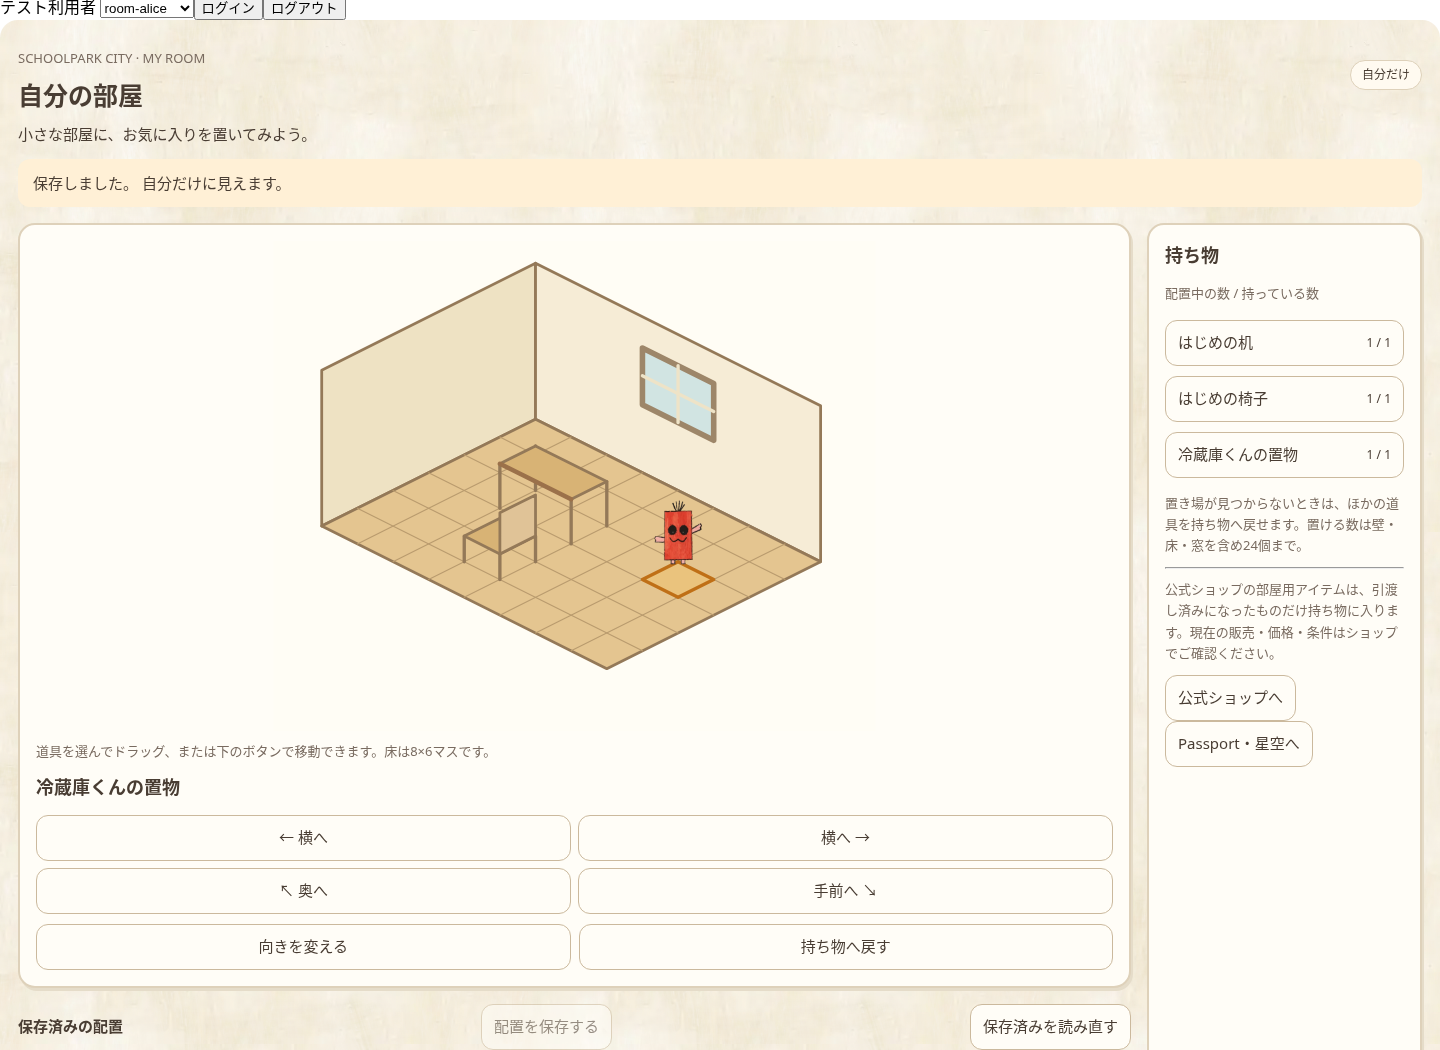 テスト利用者 room-alice ログイン ログアウト
SCHOOLPARK CITY · MY ROOM
自分の部屋
自分だけ
小さな部屋に、お気に入りを置いてみよう。
保存しました。 自分だけに見えます。
道具を選んでドラッグ、または下のボタンで移動できます。床は8×6マスです。
冷蔵庫くんの置物
← 横へ
横へ →
↖ 奥へ
手前へ ↘
向きを変える
持ち物へ戻す
保存済みの配置
配置を保存する
保存済みを読み直す
持ち物
配置中の数 / 持っている数
はじめの机 1 / 1
はじめの椅子 1 / 1
冷蔵庫くんの置物 1 / 1
置き場が見つからないときは、ほかの道
具を持ち物へ戻せます。置ける数は壁・
床・窓を含め24個まで。
公式ショップの部屋用アイテムは、引渡
し済みになったものだけ持ち物に入りま
す。現在の販売・価格・条件はショップ
でご確認ください。
公式ショップへ
Passport・星空へ